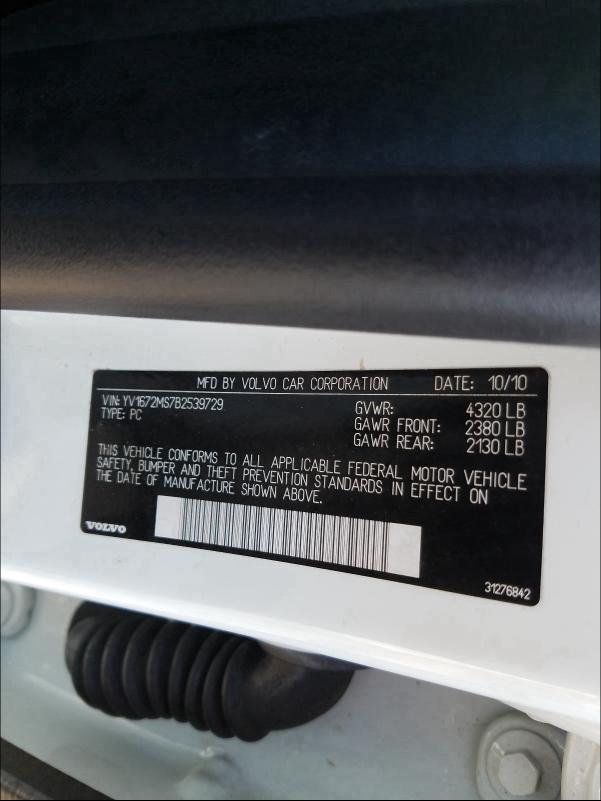 MFD BY VOLVO CAR CORPORATION DATE: 10/10
VIN: YV1672MS7B2539729 GVWR: 4320 LB
TYPE: PC GAWR FRONT: 2380 LB
GAWR REAR: 2130 LB
THIS VEHICLE CONFORMS TO ALL APPLICABLE FEDERAL MOTOR VEHICLE
SAFETY, BUMPER AND THEFT PREVENTION STANDARDS IN EFFECT ON
THE DATE OF MANUFACTURE SHOWN ABOVE.
VOLVO
31276842